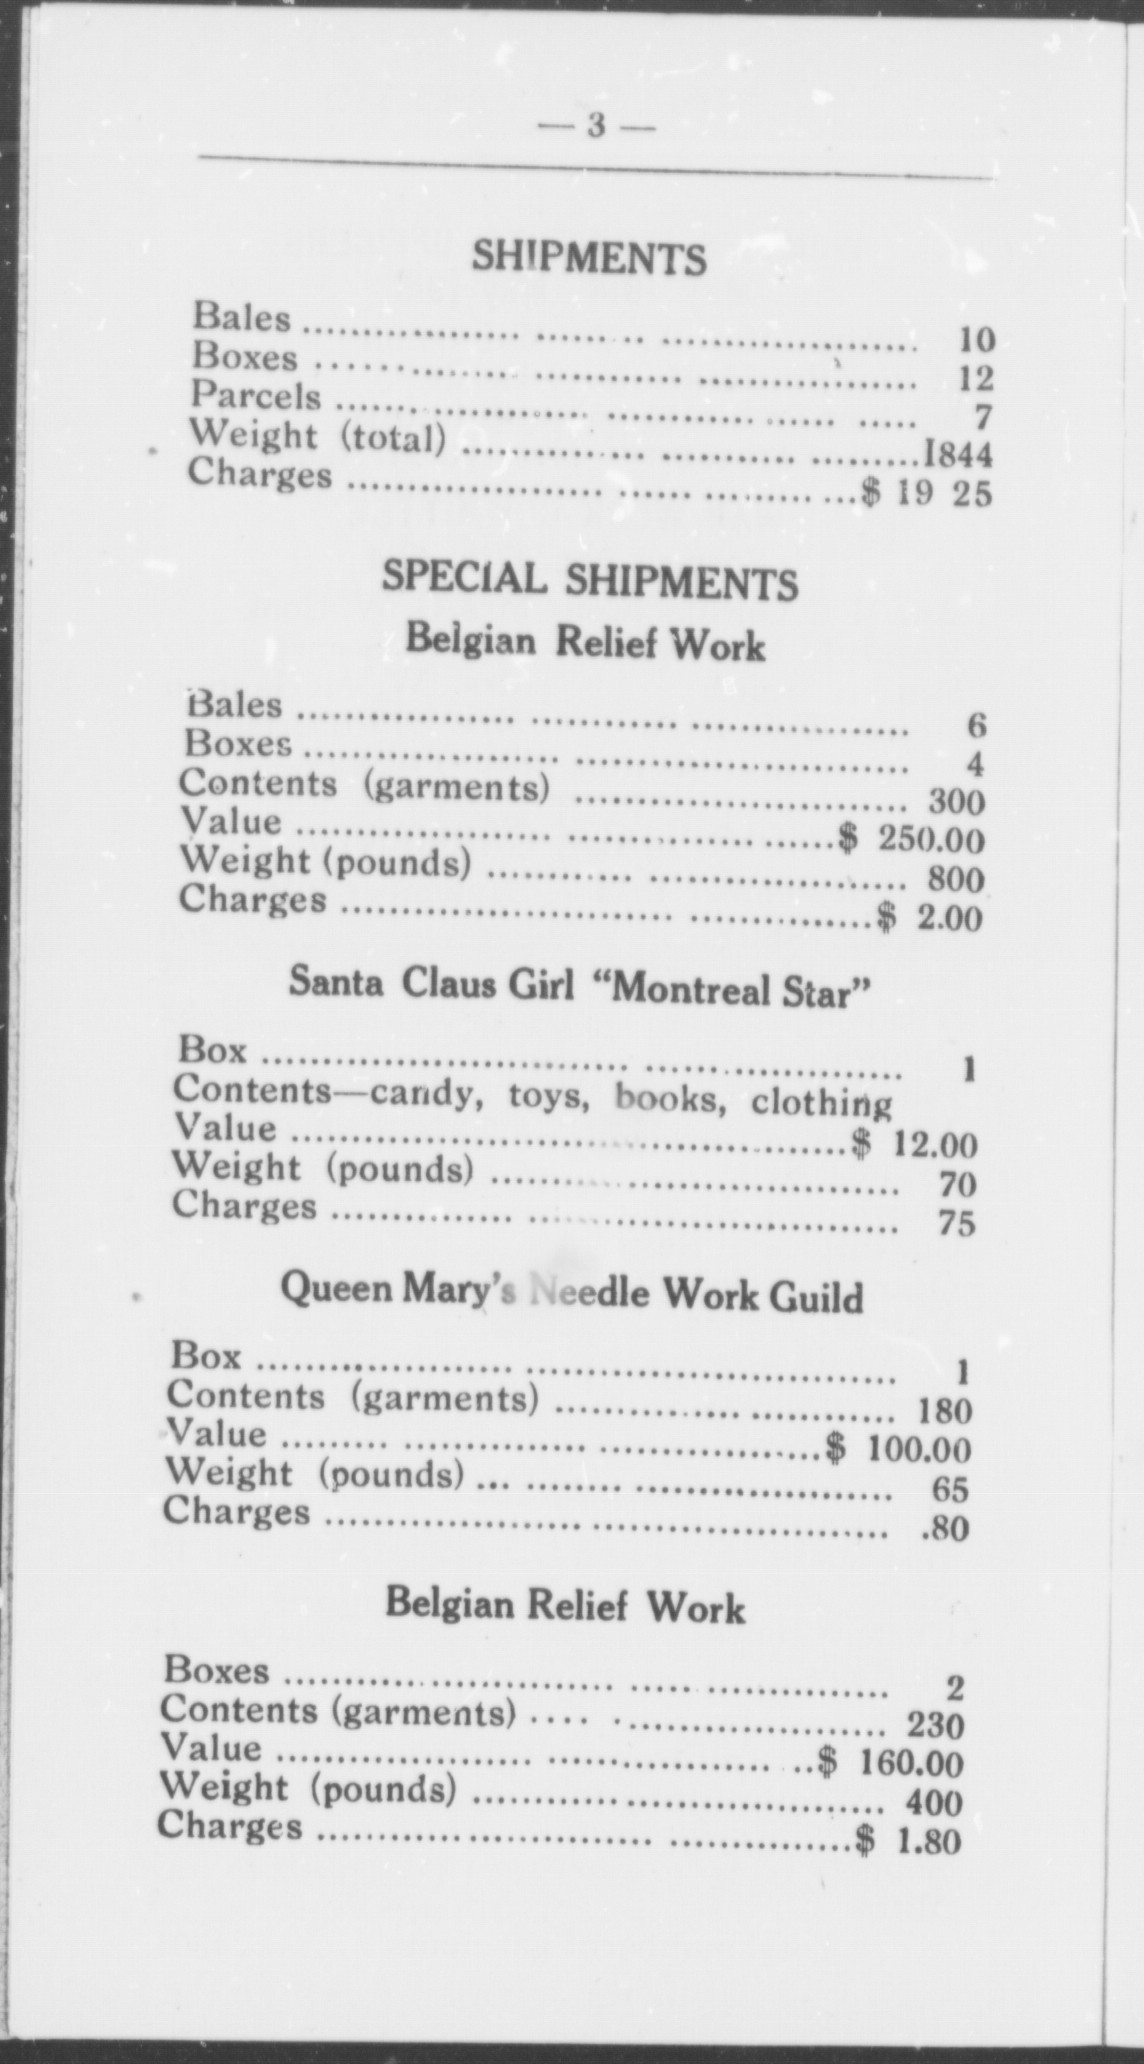 — 3 —
SHIPMENTS
Bales ........................................ 10
Boxes ........................................ 12
Parcels ........................................ 7
Weight (total) ........................................1844
Charges ........................................$ 19 25
SPECIAL SHIPMENTS
Belgian Relief Work
Bales ........................................ 6
Boxes ........................................ 4
Contents (garments) ........................... 300
Value ........................................$ 250.00
Weight (pounds) ................................ 800
Charges ........................................$ 2.00
Santa Claus Girl “Montreal Star”
Box ........................................ 1
Contents—candy, toys, books, clothing
Value ........................................$ 12.00
Weight (pounds) ................................ 70
Charges ........................................ 75
Queen Mary's Needle Work Guild
Box ........................................ 1
Contents (garments) ........................... 180
Value ........................................$ 100.00
Weight (pounds) ................................ 65
Charges ........................................ .80
Belgian Relief Work
Boxes ........................................ 2
Contents (garments) ........................... 230
Value ........................................$ 160.00
Weight (pounds) ................................ 400
Charges ........................................$ 1.80